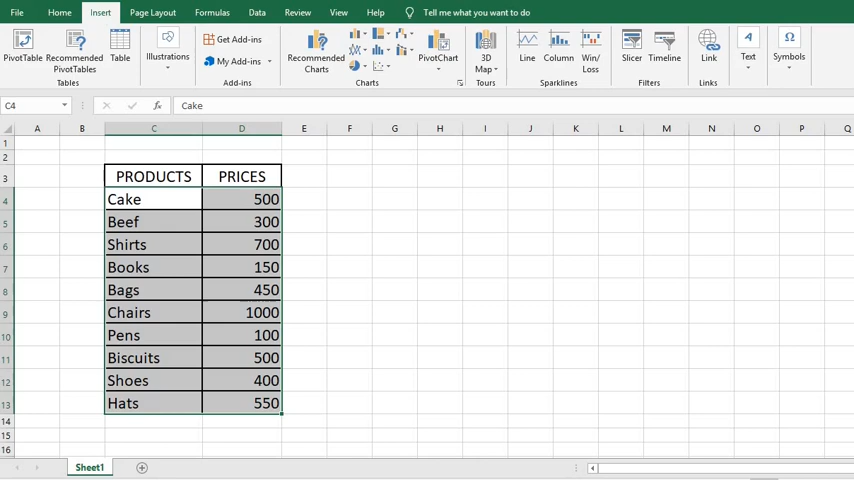 File Home Insert Page Layout Formulas Data Review View Help Tell me what you want to do
PivotTable Recommended PivotTables Table Illustrations Get Add-ins My Add-ins Recommended Charts PivotChart 3D Map Line Column Win/Loss Slicer Timeline Link Text Symbols
Tables Add-ins Charts Tours Sparklines Filters Link
C4 fx Cake
A B C D E F G H I J K L M N O P Q
1
2
3 PRODUCTS PRICES
4 Cake 500
5 Beef 300
6 Shirts 700
7 Books 150
8 Bags 450
9 Chairs 1000
10 Pens 100
11 Biscuits 500
12 Shoes 400
13 Hats 550
14
15
16
Sheet1